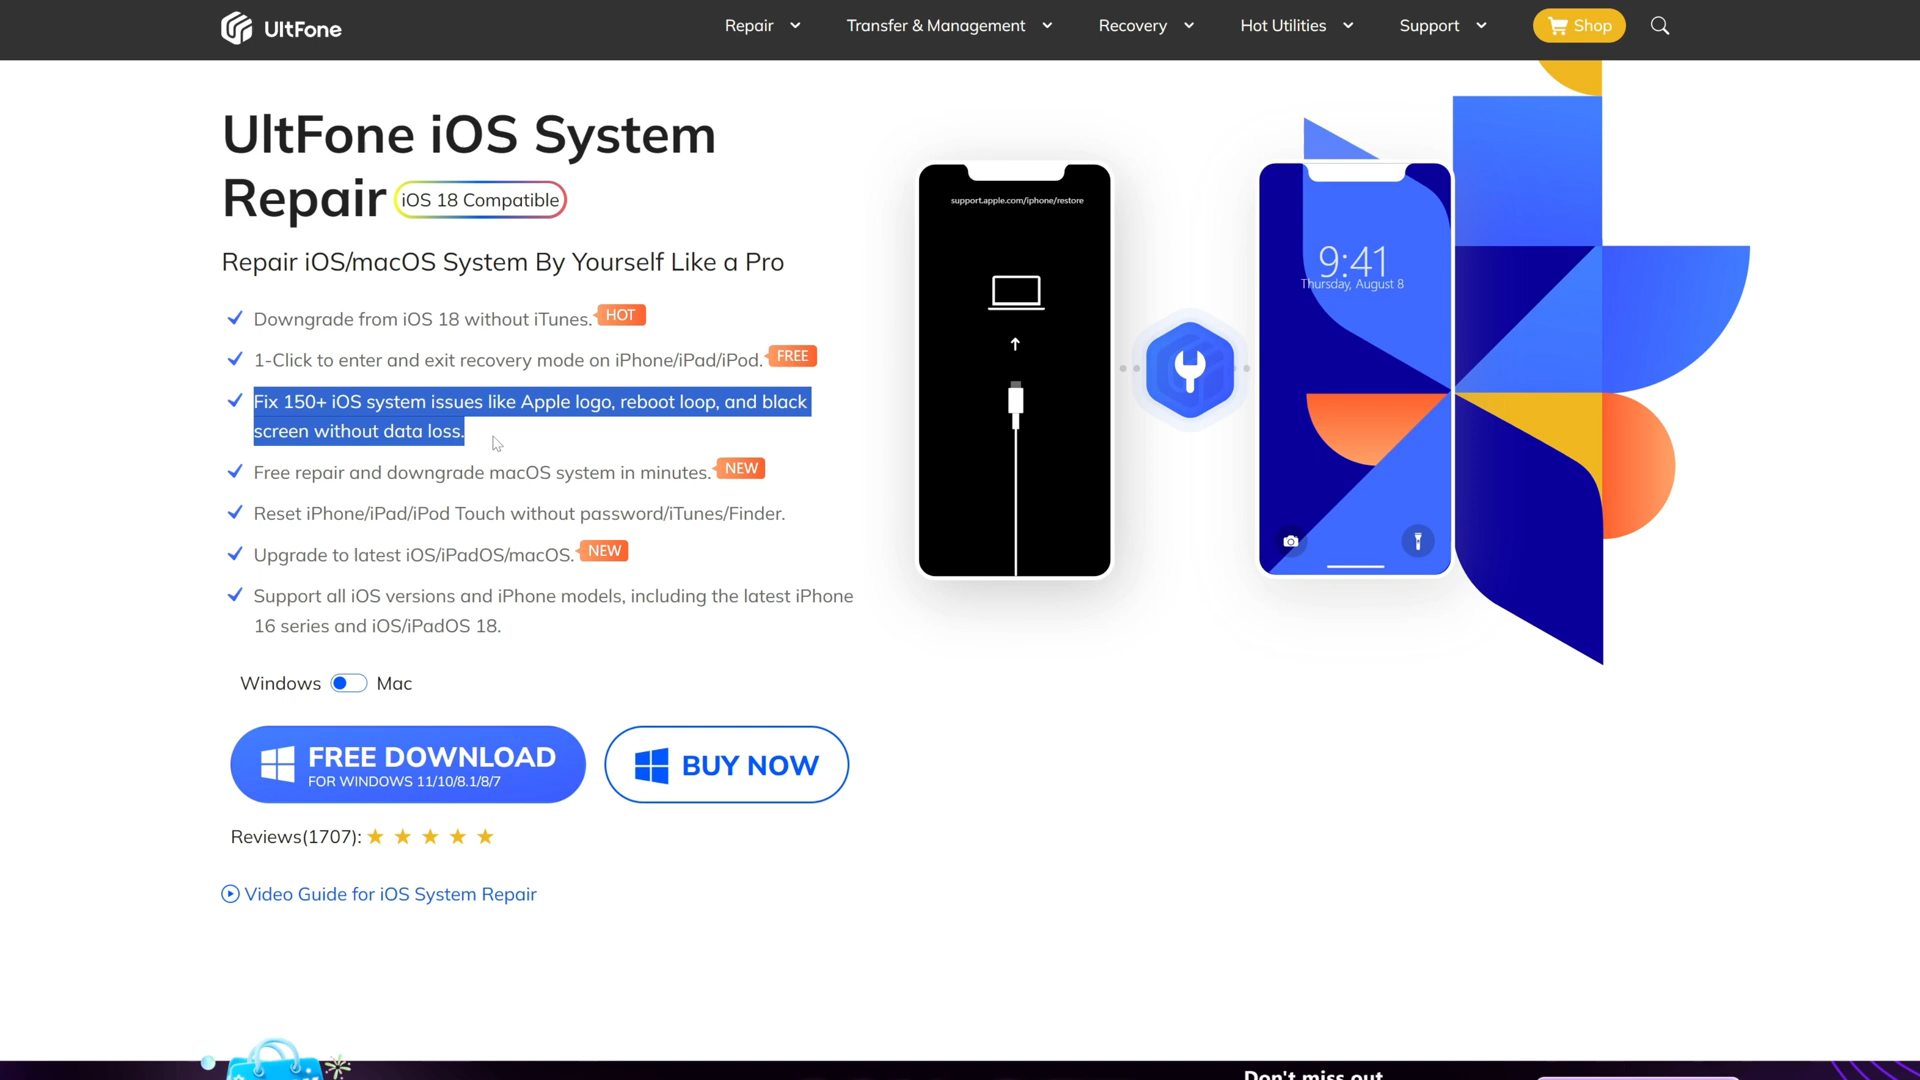 UltFone
Repair
Transfer & Management
Recovery
Hot Utilities
Support
Shop
UltFone iOS System
Repair iOS 18 Compatible
Repair iOS/macOS System By Yourself Like a Pro
Downgrade from iOS 18 without iTunes. HOT
1-Click to enter and exit recovery mode on iPhone/iPad/iPod. FREE
Fix 150+ iOS system issues like Apple logo, reboot loop, and black
screen without data loss.
Free repair and downgrade macOS system in minutes. NEW
Reset iPhone/iPad/iPod Touch without password/iTunes/Finder.
Upgrade to latest iOS/iPadOS/macOS. NEW
Support all iOS versions and iPhone models, including the latest iPhone
16 series and iOS/iPadOS 18.
Windows
Mac
FREE DOWNLOAD
FOR WINDOWS 11/10/8.1/8/7
BUY NOW
Reviews(1707):
Video Guide for iOS System Repair
support.apple.com/iphone/restore
9:41
Thursday, August 8
Don't miss out